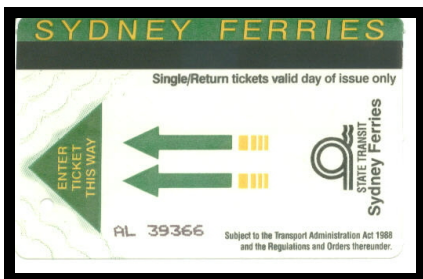 SYDNEY FERRIES
Single/Return tickets valid day of issue only
ENTER
TICKET
THIS WAY
STATE TRANSIT
Sydney Ferries
AL 39366
Subject to the Transport Administration Act 1988
and the Regulations and Orders thereunder.